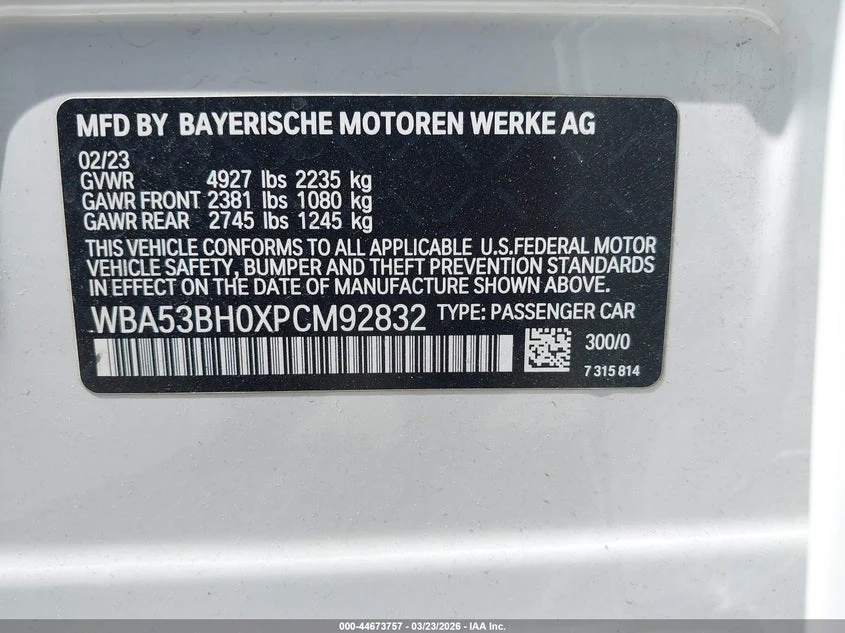 MFD BY BAYERISCHE MOTOREN WERKE AG
02/23
GVWR 4927 lbs 2235 kg
GAWR FRONT 2381 lbs 1080 kg
GAWR REAR 2745 lbs 1245 kg
THIS VEHICLE CONFORMS TO ALL APPLICABLE U.S.FEDERAL MOTOR
VEHICLE SAFETY, BUMPER AND THEFT PREVENTION STANDARDS
IN EFFECT ON THE DATE OF MANUFACTURE SHOWN ABOVE.
WBA53BH0XPCM92832 TYPE: PASSENGER CAR
300/0
7 315 814
000-44673757 - 03/23/2026 - IAA Inc.